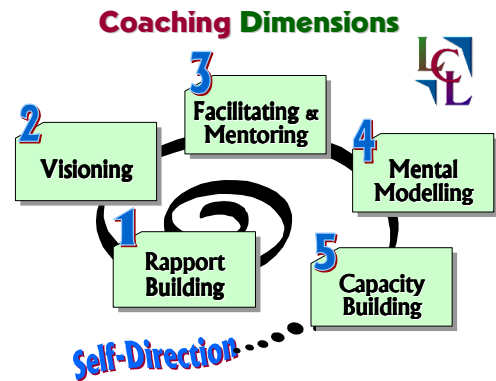 Coaching Dimensions
LCL
3
Facilitating &
Mentoring
2
Visioning
4
Mental
Modelling
1
Rapport
Building
5
Capacity
Building
Self-Direction